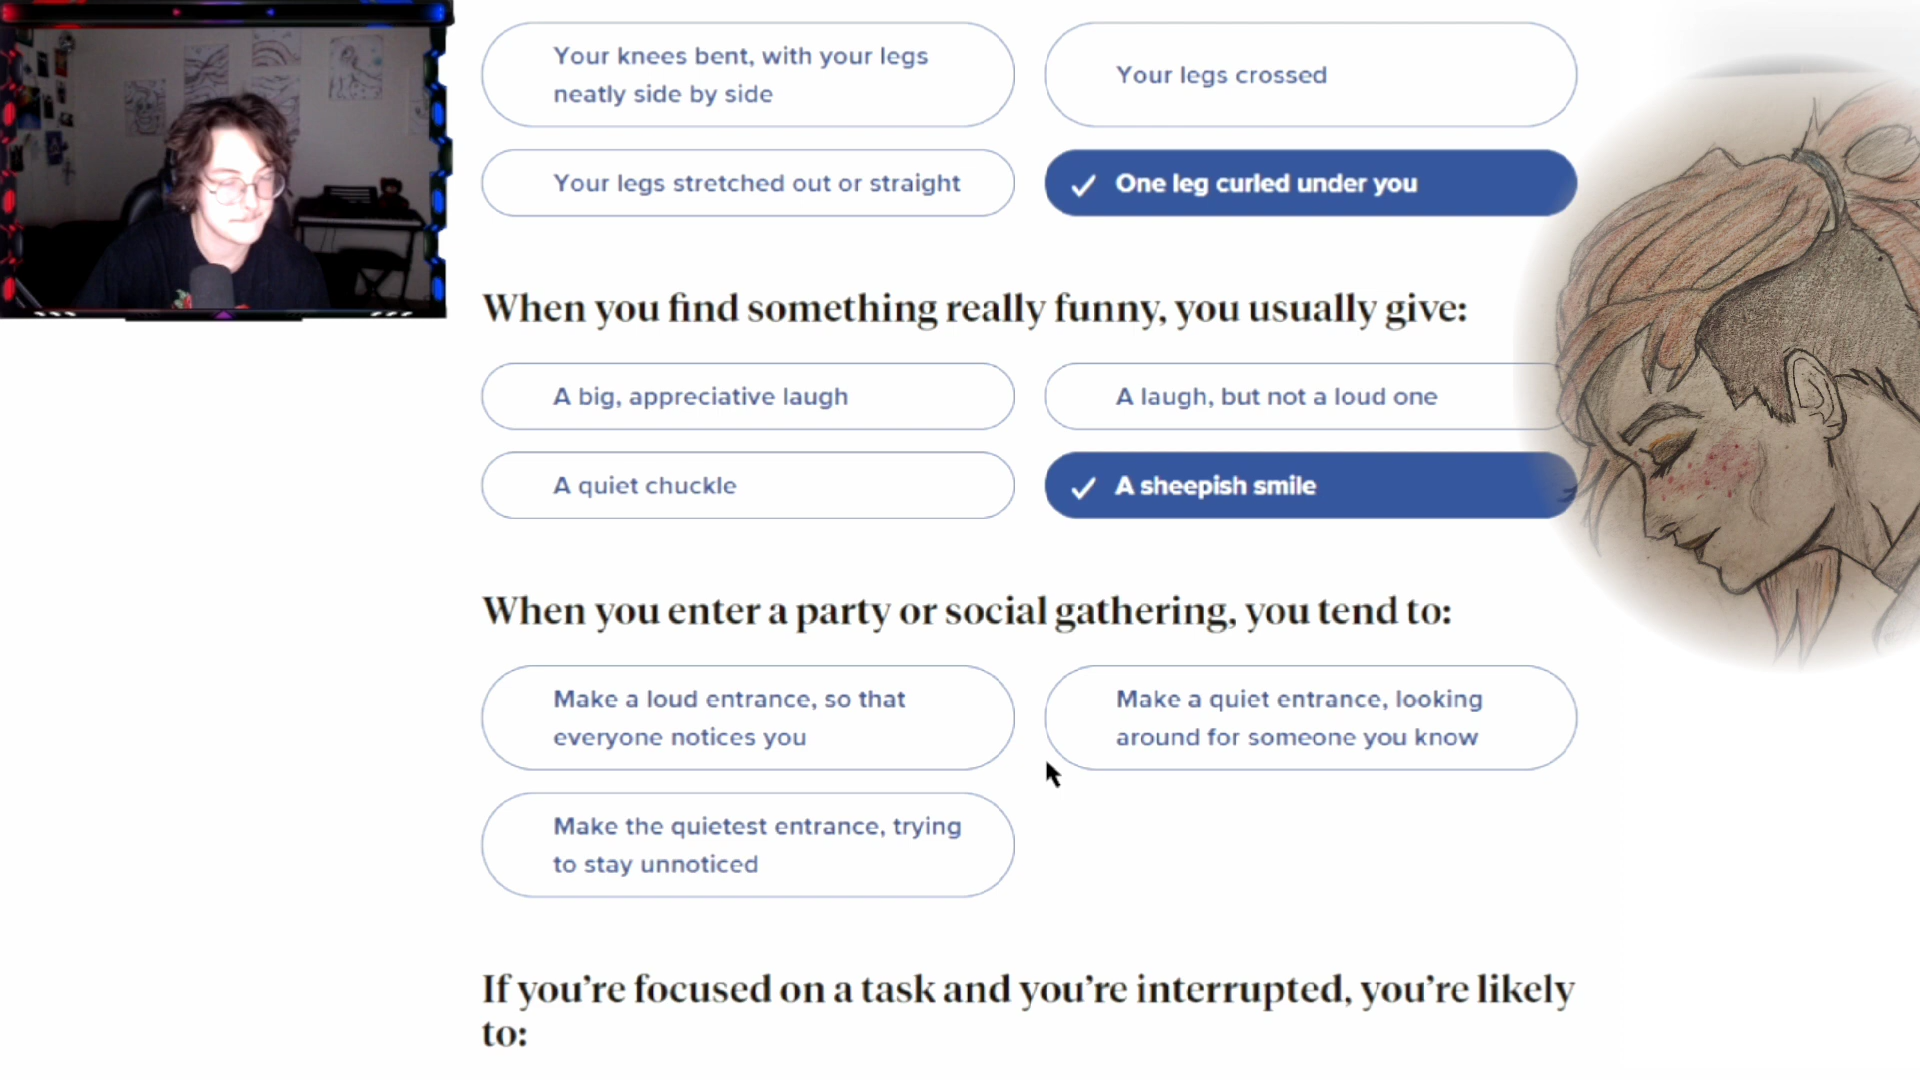 Your knees bent, with your legs
neatly side by side
Your legs crossed
Your legs stretched out or straight
One leg curled under you
When you find something really funny, you usually give:
A big, appreciative laugh
A laugh, but not a loud one
A quiet chuckle
A sheepish smile
When you enter a party or social gathering, you tend to:
Make a loud entrance, so that
everyone notices you
Make a quiet entrance, looking
around for someone you know
Make the quietest entrance, trying
to stay unnoticed
If you’re focused on a task and you’re interrupted, you’re likely
to: